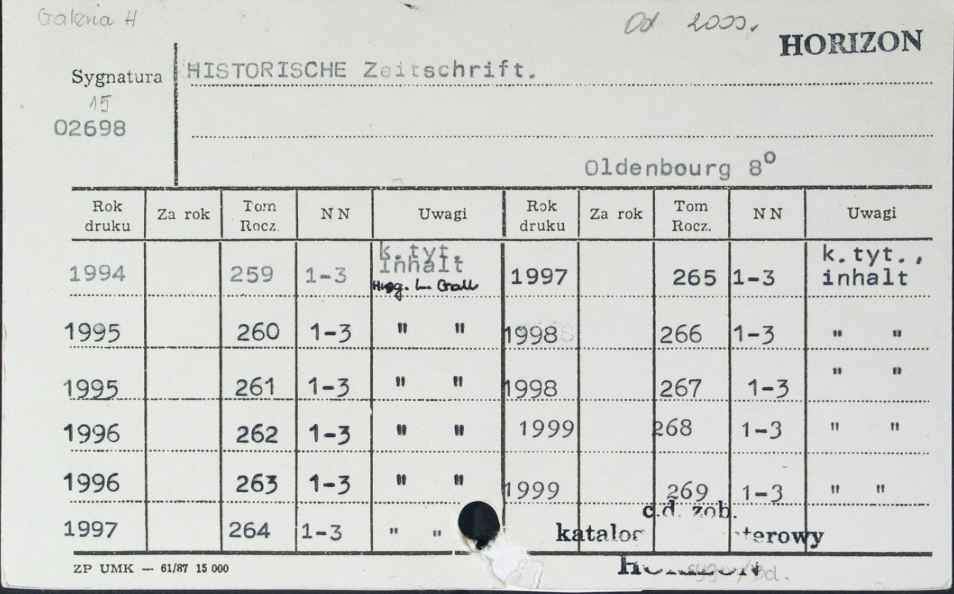 Galeria H
Od 2000.
HORIZON
Sygnatura
HISTORISCHE Zeitschrift.
15
02698
Oldenbourg 8º
Rok druku Za rok Tom Rocz. NN Uwagi Rok druku Za rok Tom Rocz. NN Uwagi
1994 259 1-3 k.tyt. inhalt 1997 265 1-3 k.tyt., inhalt
1995 260 1-3 " " 1998 266 1-3 " "
1995 261 1-3 " " 1998 267 1-3 " "
1996 262 1-3 " " 1999 268 1-3 " "
1996 263 1-3 " " 1999 269 1-3 " "
1997 264 1-3 " "
c.d. zob.
katalog
HORIZON
ZP UMK — 61/87 15 000